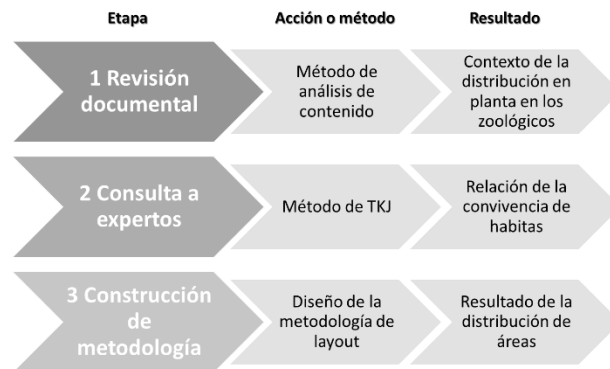 Etapa
Acción o método
Resultado
1 Revisión
documental
Método de
análisis de
contenido
Contexto de la
distribución en
planta en los
zoológicos
2 Consulta a
expertos
Método de TKJ
Relación de la
convivencia de
habitas
3 Construcción
de
metodología
Diseño de la
metodología de
layout
Resultado de la
distribución de
áreas